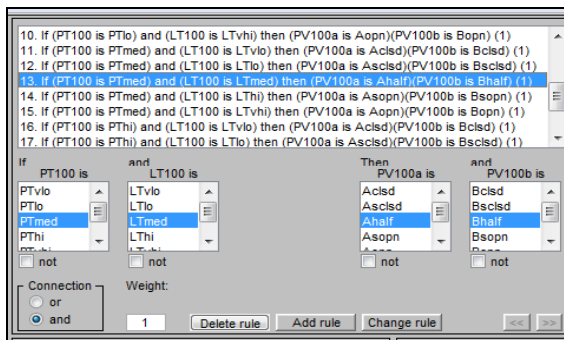 10. If (PT100 is PTlo) and (LT100 is LTvhi) then (PV100a is Aopn)(PV100b is Bopn) (1)
11. If (PT100 is PTmed) and (LT100 is LTvlo) then (PV100a is Aclsd)(PV100b is Bclsd) (1)
12. If (PT100 is PTmed) and (LT100 is LTlo) then (PV100a is Asclsd)(PV100b is Bsclsd) (1)
13. If (PT100 is PTmed) and (LT100 is LTmed) then (PV100a is Ahalf)(PV100b is Bhalf) (1)
14. If (PT100 is PTmed) and (LT100 is LThi) then (PV100a is Asopn)(PV100b is Bsopn) (1)
15. If (PT100 is PTmed) and (LT100 is LTvhi) then (PV100a is Aopn)(PV100b is Bopn) (1)
16. If (PT100 is PThi) and (LT100 is LTvlo) then (PV100a is Aclsd)(PV100b is Bclsd) (1)
17. If (PT100 is PThi) and (LT100 is LTlo) then (PV100a is Asclsd)(PV100b is Bsclsd) (1)
If and Then and
PT100 is LT100 is PV100a is PV100b is
PTvlo LTvlo Aclsd Bclsd
PTlo LTlo Asclsd Bsclsd
PTmed LTmed Ahalf Bhalf
PThi LThi Asopn Bsopn
not not not not
Connection Weight:
or
and 1 Delete rule Add rule Change rule << >>